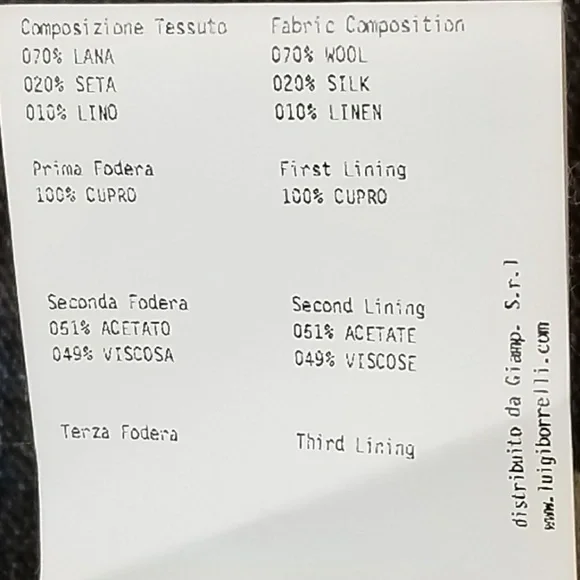 Composizione Tessuto Fabric Composition
070% LANA 070% WOOL
020% SETA 020% SILK
010% LINO 010% LINEN
Prima Fodera First Lining
100% CUPRO 100% CUPRO
Seconda Fodera Second Lining
051% ACETATO 051% ACETATE
049% VISCOSA 049% VISCOSE
Terza Fodera Third Lining
distribuito da Giamp. S.r.l
www.luigiborrelli.com